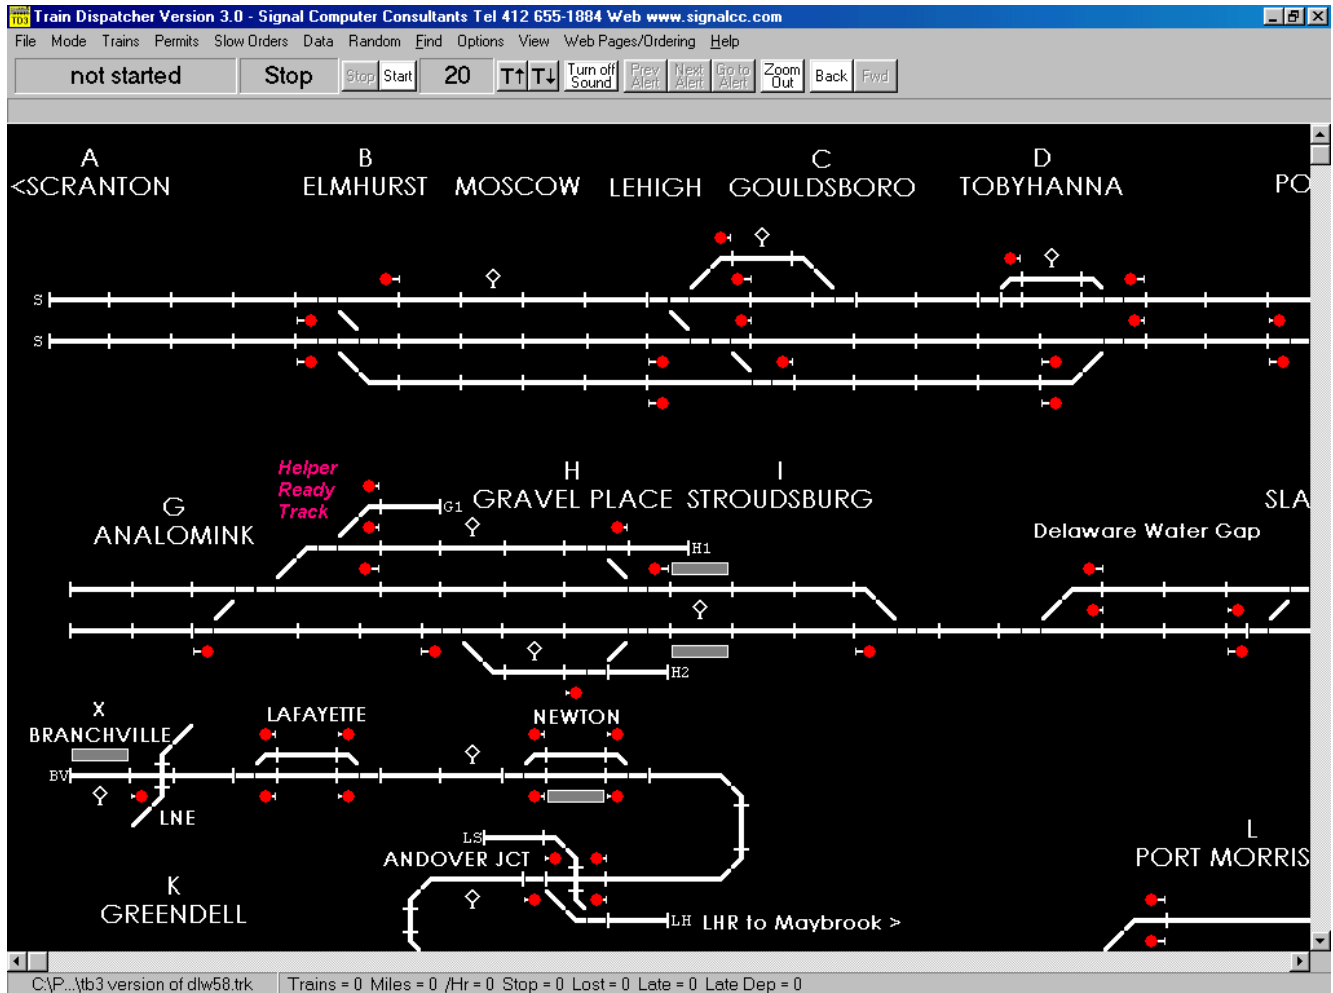 TD3 Train Dispatcher Version 3.0 - Signal Computer Consultants Tel 412 655-1884 Web www.signalcc.com
File Mode Trains Permits Slow Orders Data Random Find Options View Web Pages/Ordering Help
not started Stop Stop Start 20 T↑ T↓ Turn off Sound Prev Alert Next Alert Go to Alert Zoom Out Back Fwd
A B C D
<SCRANTON ELMHURST MOSCOW LEHIGH GOULDSBORO TOBYHANNA PO
S
S
Helper
Ready
Track
H I
G1 GRAVEL PLACE STROUDSBURG SLA
G
ANALOMINK
Delaware Water Gap
H1
H2
X
BRANCHVILLE
LAFAYETTE NEWTON
BV
LNE
LS
ANDOVER JCT
L
PORT MORRIS
K
GREENDELL
LH LHR to Maybrook >
C:\P...\tb3 version of dlw58.trk Trains = 0 Miles = 0 /Hr = 0 Stop = 0 Lost = 0 Late = 0 Late Dep = 0